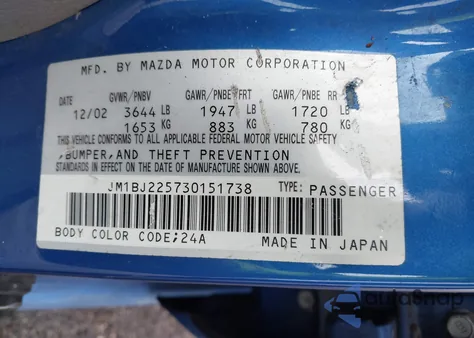 MFD. BY MAZDA MOTOR CORPORATION
DATE GVWR/PNBV GAWR/PNBE FRT GAWR/PNBE RR
12/02 3644 LB 1947 LB 1720 LB
1653 KG 883 KG 780 KG
THIS VEHICLE CONFORMS TO ALL APPLICABLE FEDERAL MOTOR VEHICLE SAFETY
,BUMPER,AND THEFT PREVENTION
STANDARDS IN EFFECT ON THE DATE OF MANUFACTURE SHOWN ABOVE.
JM1BJ225730151738 TYPE: PASSENGER
BODY COLOR CODE;24A MADE IN JAPAN
autoSnap